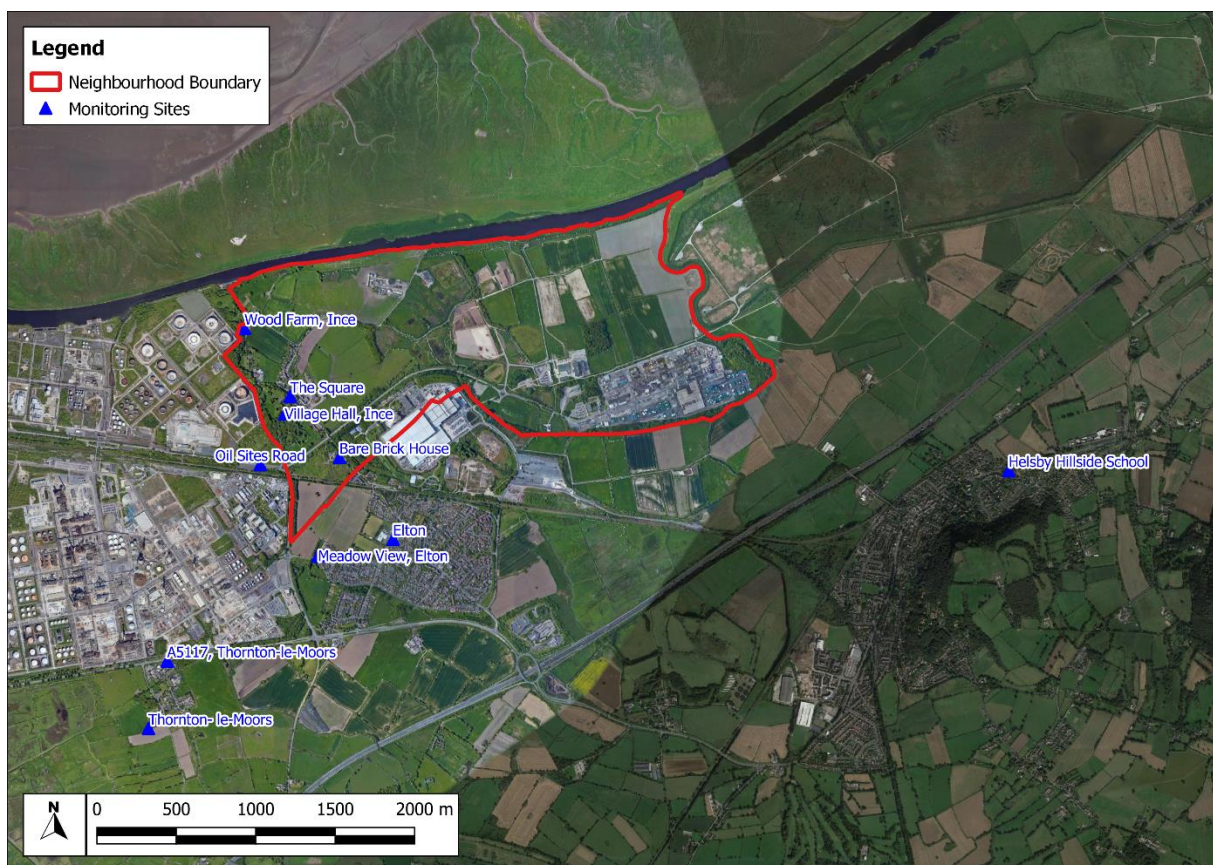 Legend
Neighbourhood Boundary
Monitoring Sites
Wood Farm, Ince
The Square
Village Hall, Ince
Bare Brick House
Oil Sites Road
Helsby Hillside School
Elton
Meadow View, Elton
A5117, Thornton-le-Moors
Thornton- le-Moors
N
0 500 1000 1500 2000 m